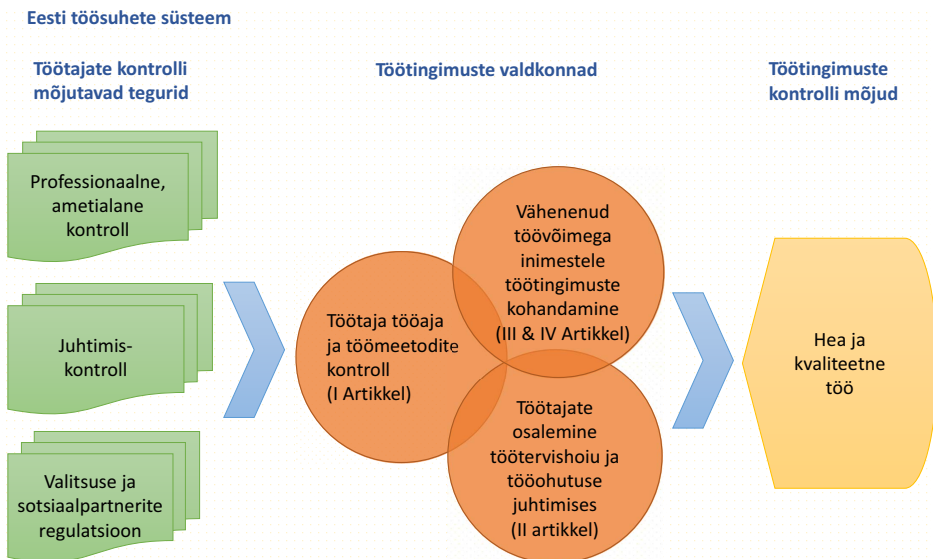 Eesti töösuhete süsteem
Töötajate kontrolli
mõjutavad tegurid
Töötingimuste valdkonnad
Töötingimuste
kontrolli mõjud
Professionaalne,
ametialane
kontroll
Juhtimis-
kontroll
Valitsuse ja
sotsiaalpartnerite
regulatsioon
Töötaja tööaja
ja töömeetodite
kontroll
(I Artikkel)
Vähenenud
töövõimega
inimestele
töötingimuste
kohandamine
(III & IV Artikkel)
Töötajate
osalemine
töötervishoiu ja
tööohutuse
juhtimises
(II artikkel)
Hea ja
kvaliteetne
töö